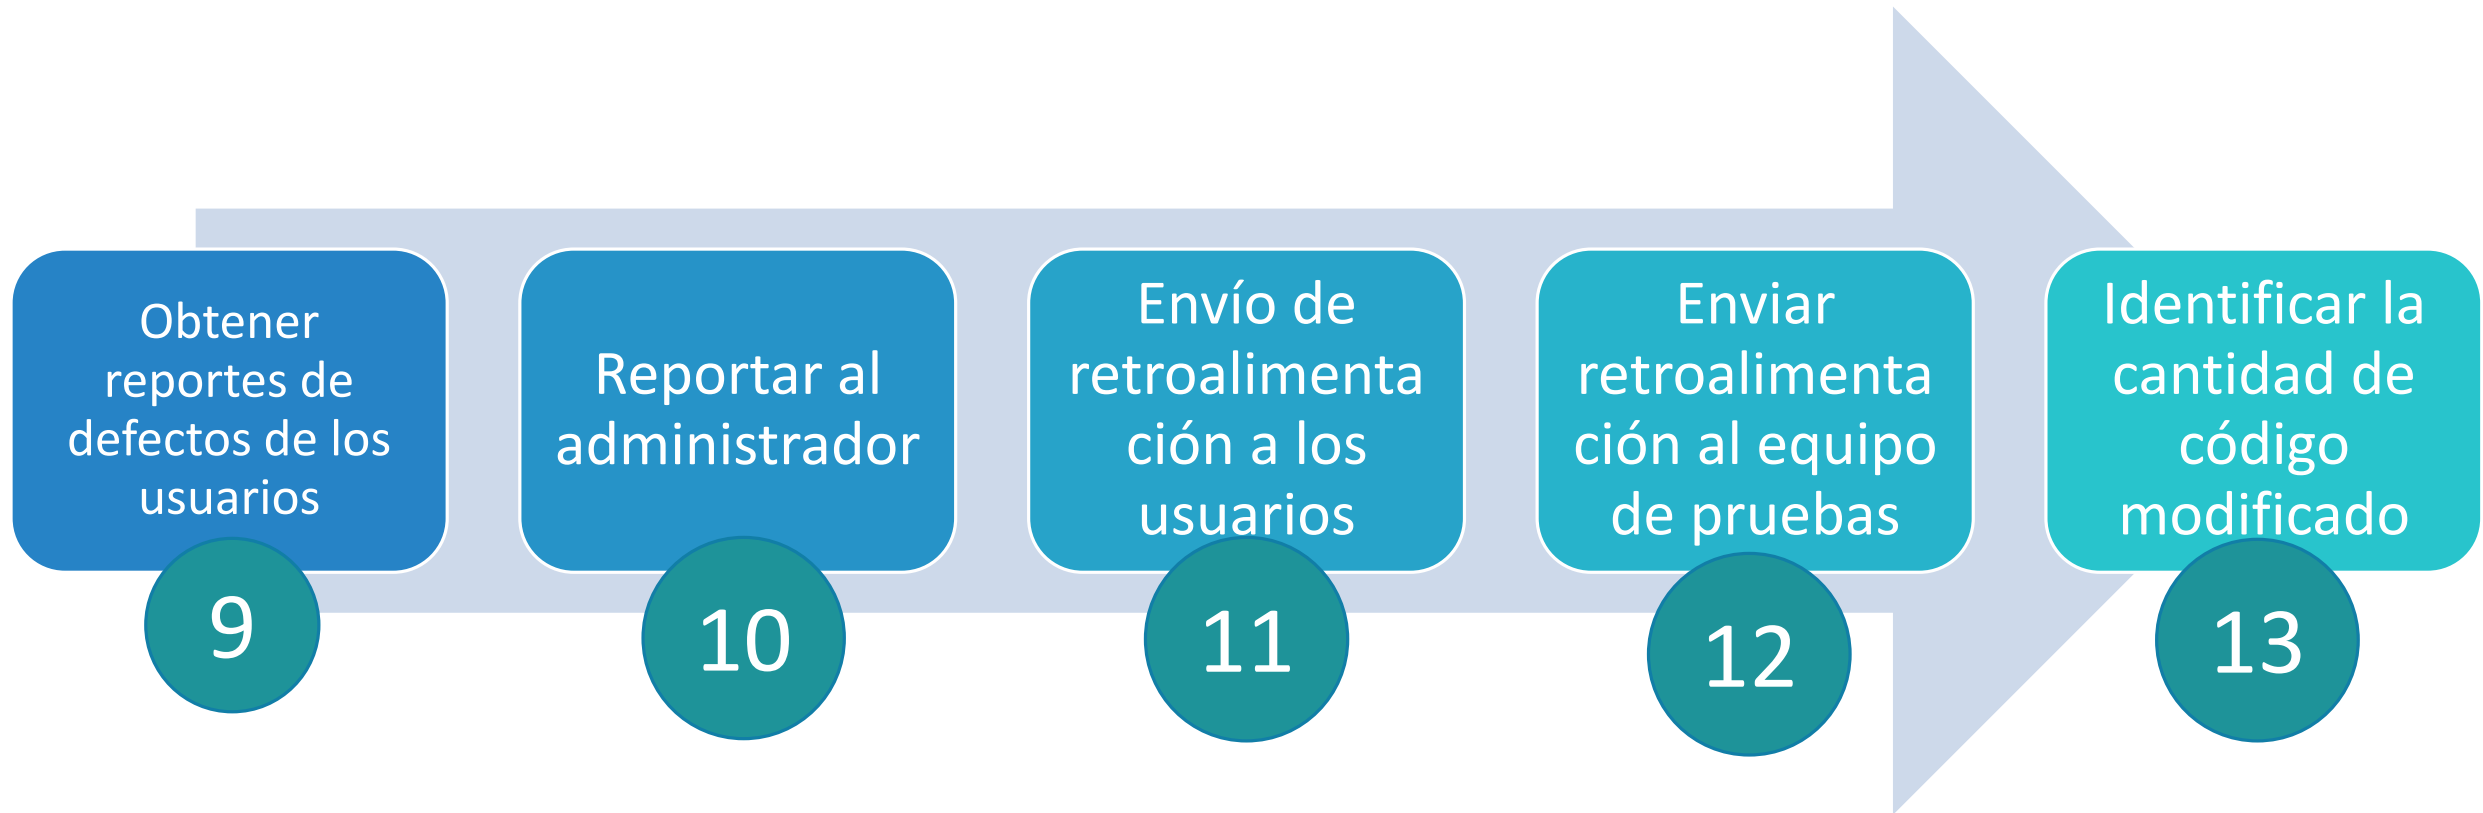 Obtener
reportes de
defectos de los
usuarios
9
Reportar al
administrador
10
Envío de
retroalimenta
ción a los
usuarios
11
Enviar
retroalimenta
ción al equipo
de pruebas
12
Identificar la
cantidad de
código
modificado
13